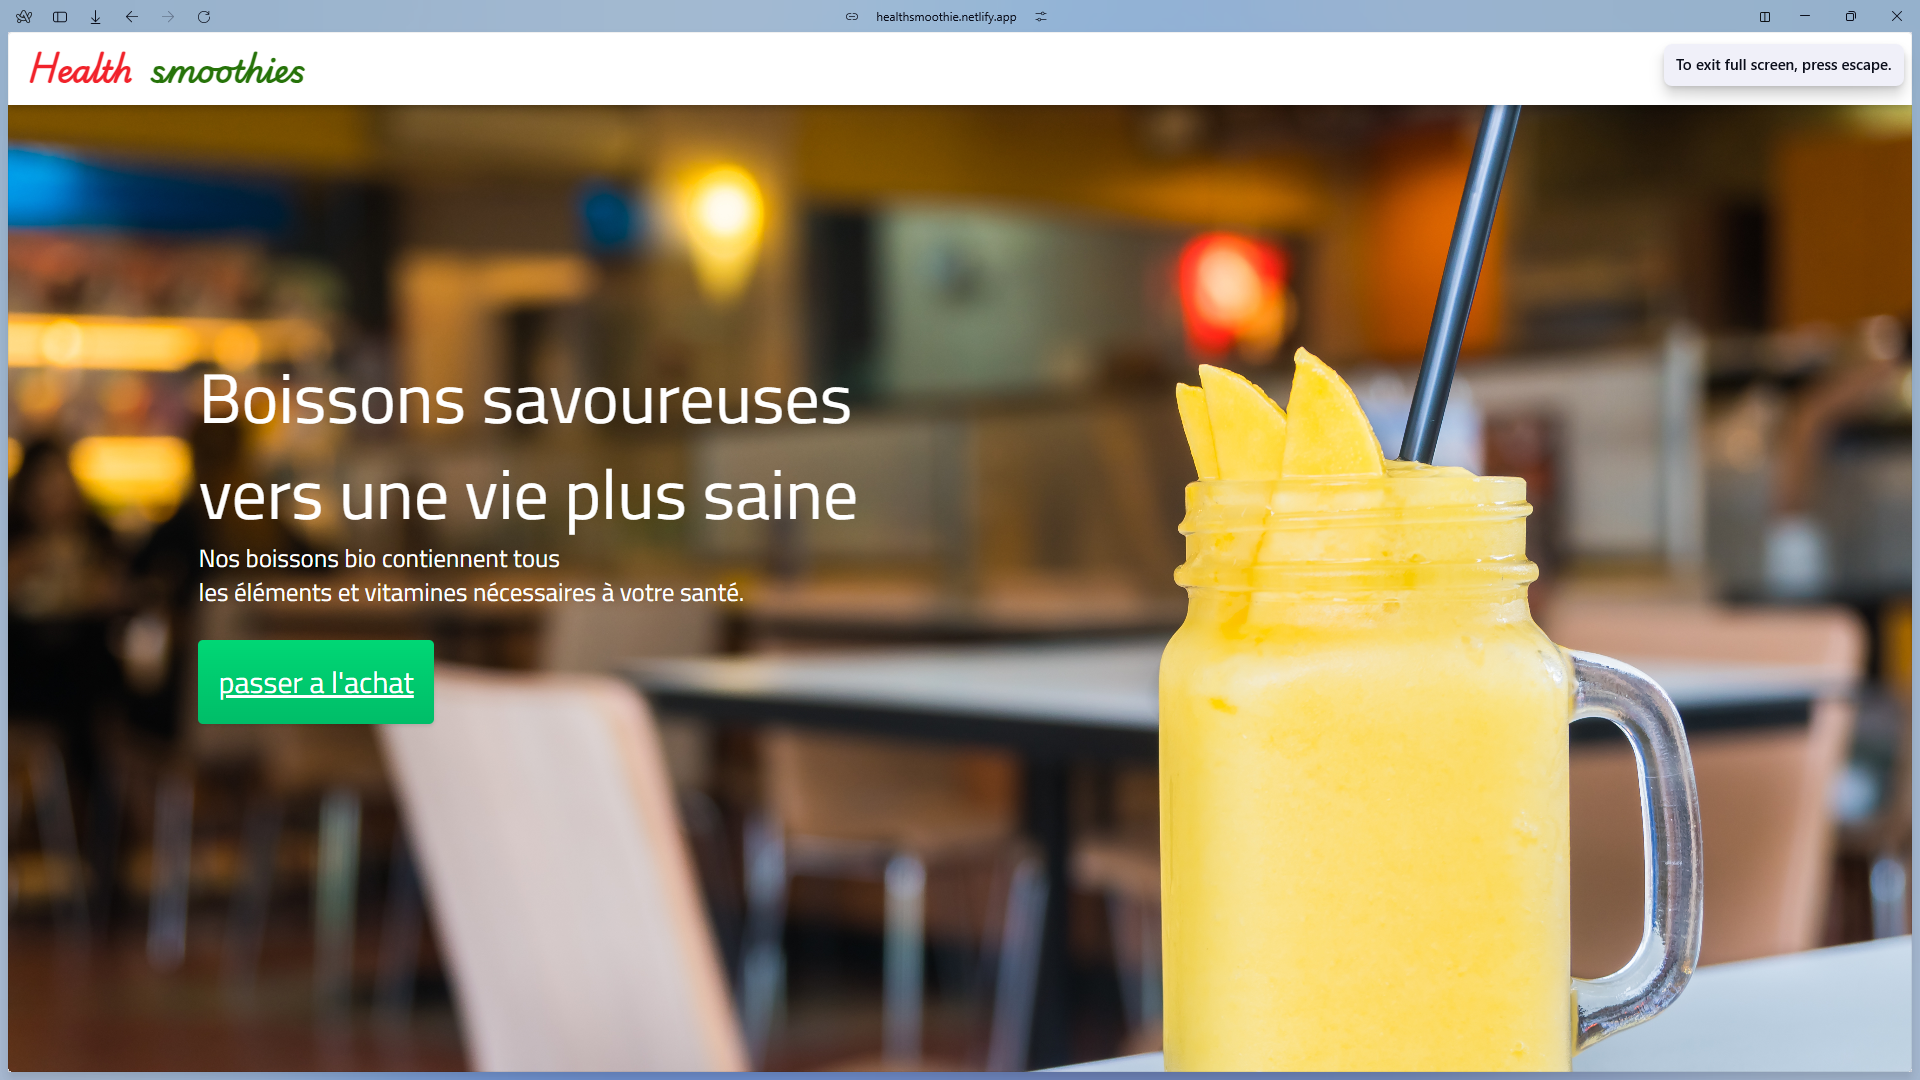 healthsmoothie.netlify.app
Health smoothies
To exit full screen, press escape.
Boissons savoureuses
vers une vie plus saine
Nos boissons bio contiennent tous
les éléments et vitamines nécessaires à votre santé.
passer a l'achat